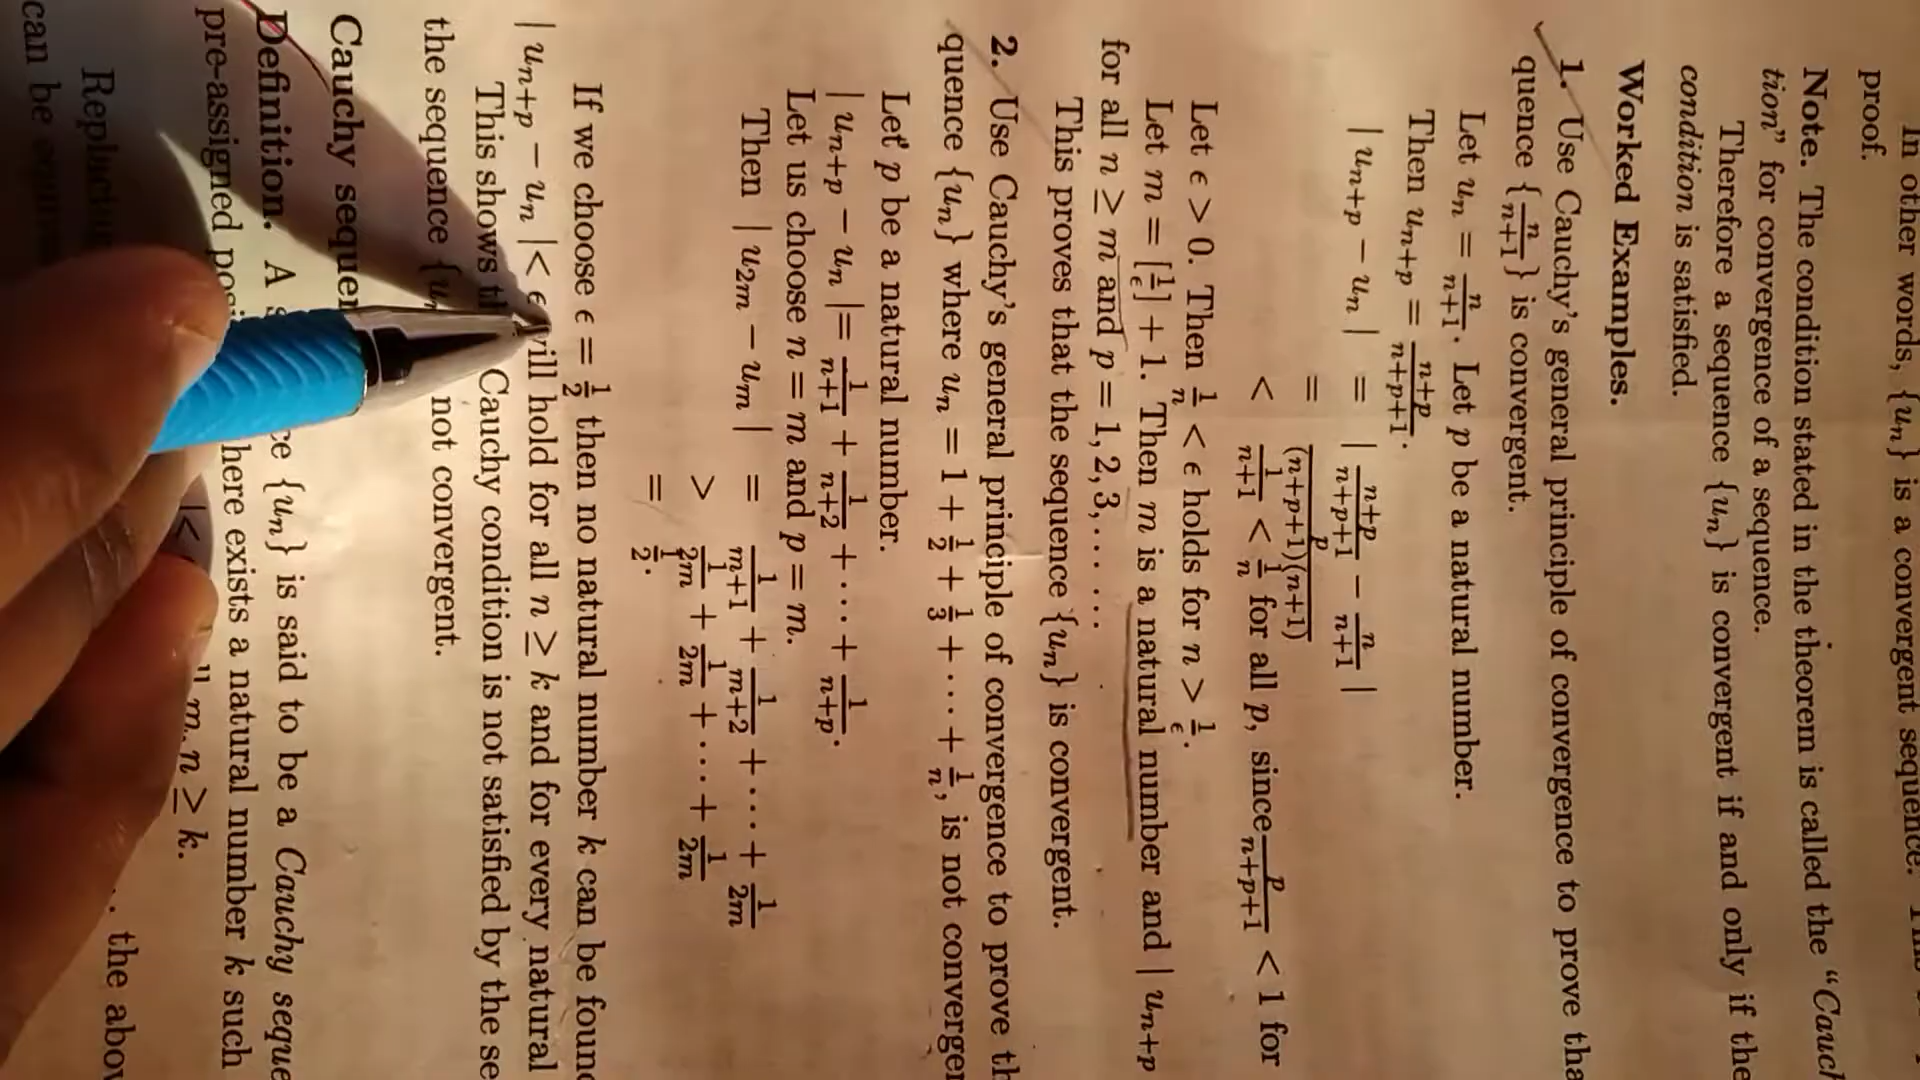 In other words, {uₙ} is a convergent sequence.
proof.
Note. The condition stated in the theorem is called the "Cauch
tion" for convergence of a sequence.
Therefore a sequence {uₙ} is convergent if and only if the
condition is satisfied.
Worked Examples.
1. Use Cauchy's general principle of convergence to prove tha
quence {n/(n+1)} is convergent.
Let uₙ = n/(n+1). Let p be a natural number.
Then uₙ₊ₚ = (n+p)/(n+p+1).
| uₙ₊ₚ − uₙ | = | (n+p)/(n+p+1) − n/(n+1) |
= p/((n+p+1)(n+1))
< 1/(n+1) < 1/n for all p, since p/(n+p+1) < 1 for
Let ϵ > 0. Then 1/n < ϵ holds for n > 1/ϵ.
Let m = [1/ϵ] + 1. Then m is a natural number and | uₙ₊ₚ
for all n ≥ m and p = 1, 2, 3, ......
This proves that the sequence {uₙ} is convergent.
2. Use Cauchy's general principle of convergence to prove th
quence {uₙ} where uₙ = 1 + 1/2 + 1/3 + ··· + 1/n, is not converger
Let p be a natural number.
| uₙ₊ₚ − uₙ |= 1/(n+1) + 1/(n+2) + ··· + 1/(n+p).
Let us choose n = m and p = m.
Then | u₂ₘ − uₘ | = 1/(m+1) + 1/(m+2) + ··· + 1/2m
> 1/2m + 1/2m + ··· + 1/2m
= 1/2.
If we choose ϵ = 1/2 then no natural number k can be foun
| uₙ₊ₚ − uₙ |< ϵ will hold for all n ≥ k and for every natural
This shows Cauchy condition is not satisfied by the se
the sequence not convergent.
Cauchy sequen
Definition. A {uₙ} is said to be a Cauchy seque
pre-assigned here exists a natural number k such
|< m, n ≥ k.
the abov
can be